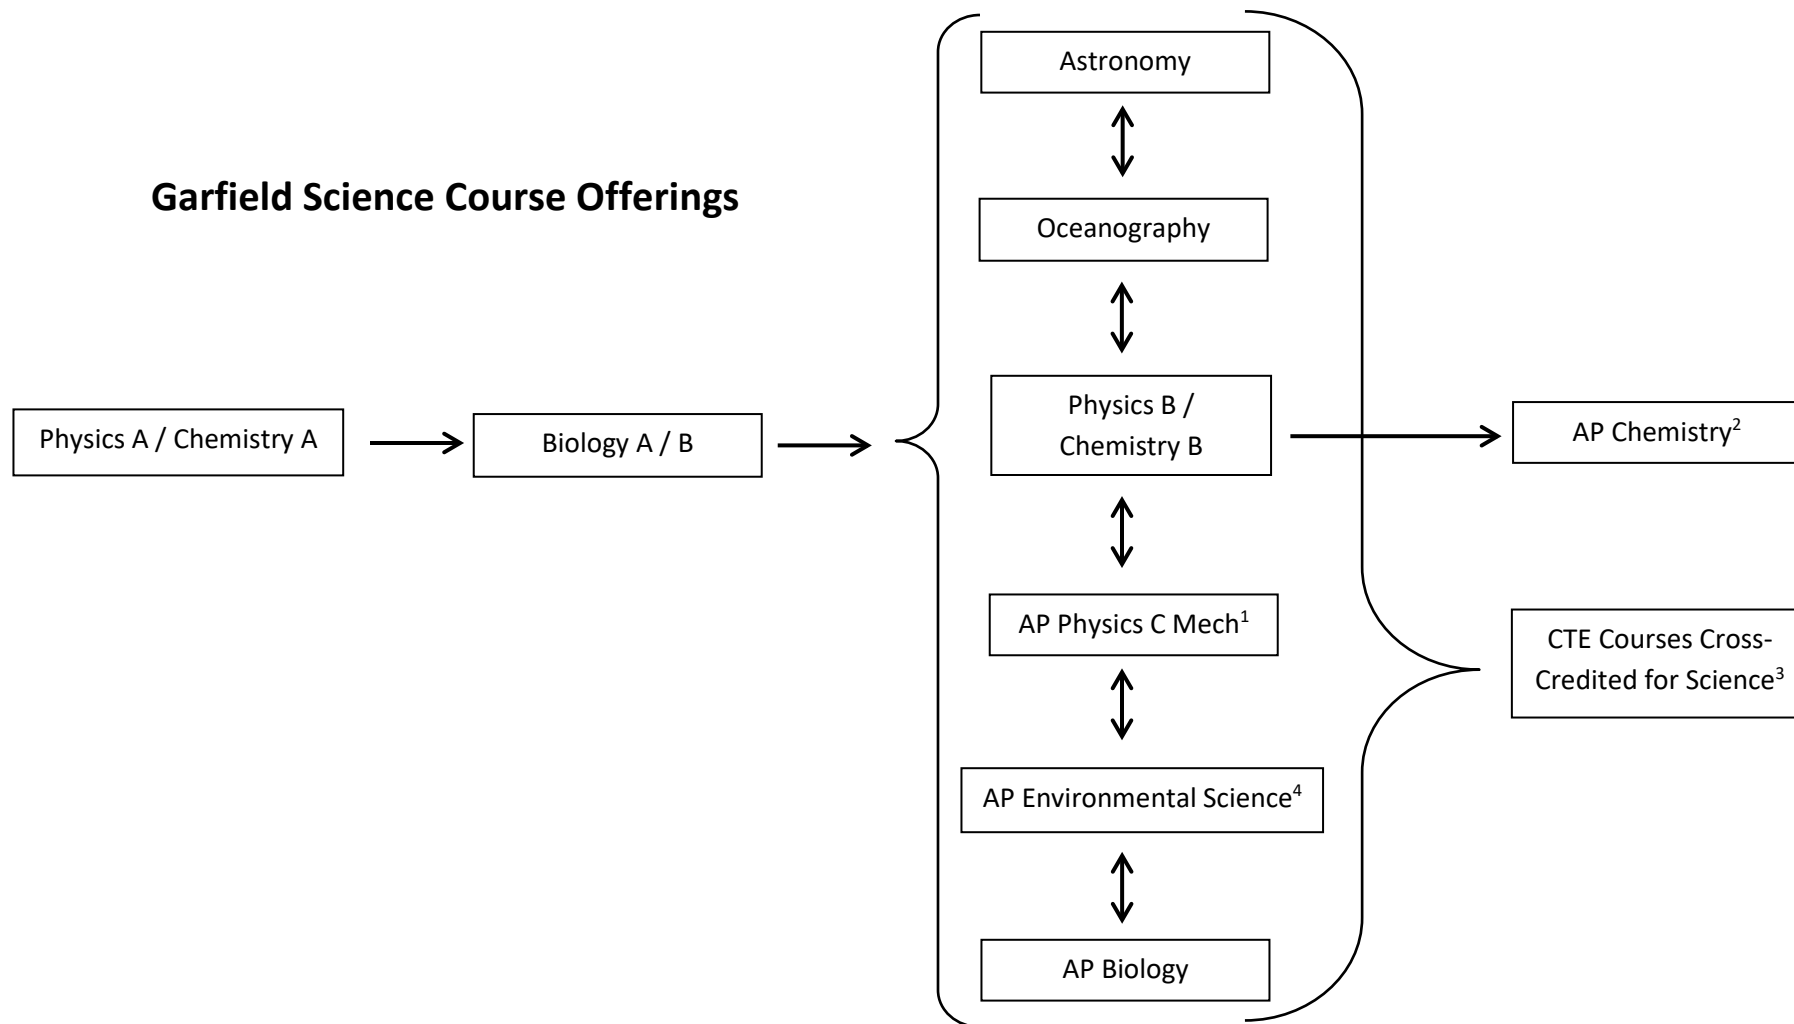 Garfield Science Course Offerings
Physics A / Chemistry A
Biology A / B
Astronomy
Oceanography
Physics B /
Chemistry B
AP Physics C Mech¹
AP Environmental Science⁴
AP Biology
AP Chemistry²
CTE Courses Cross-
Credited for Science³